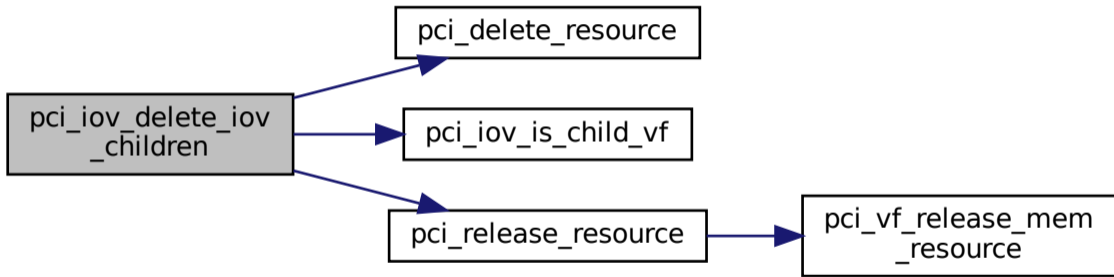 pci_delete_resource
pci_iov_delete_iov
_children
pci_iov_is_child_vf
pci_release_resource
pci_vf_release_mem
_resource